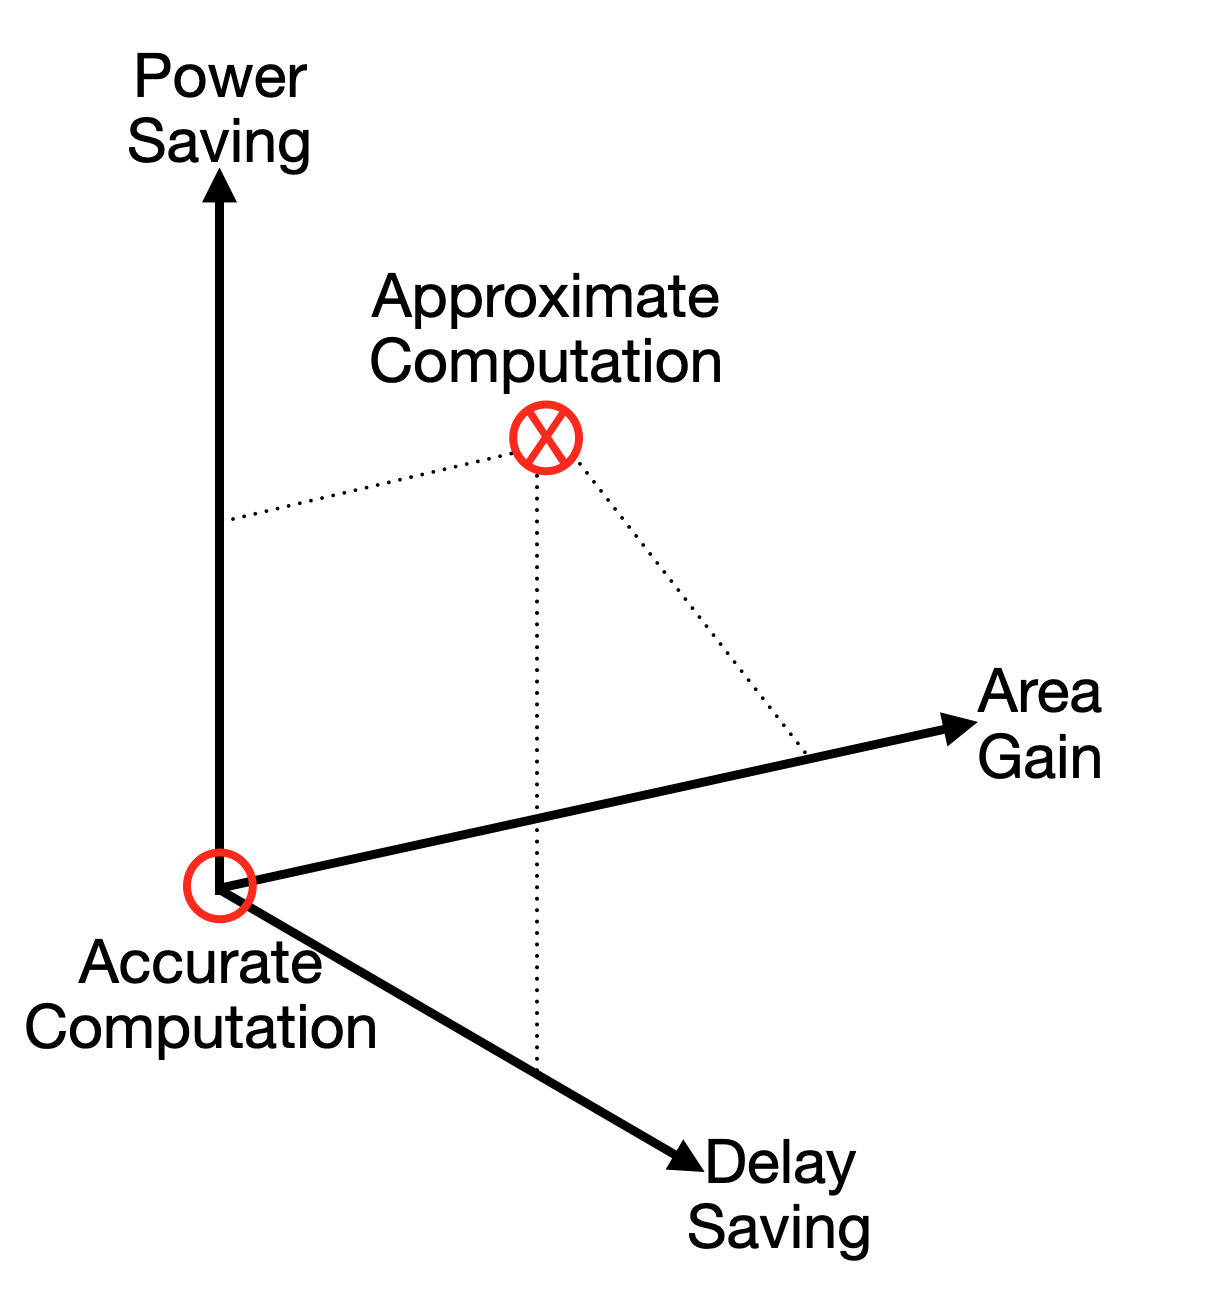 Power
Saving
Approximate
Computation
Area
Gain
Accurate
Computation
Delay
Saving